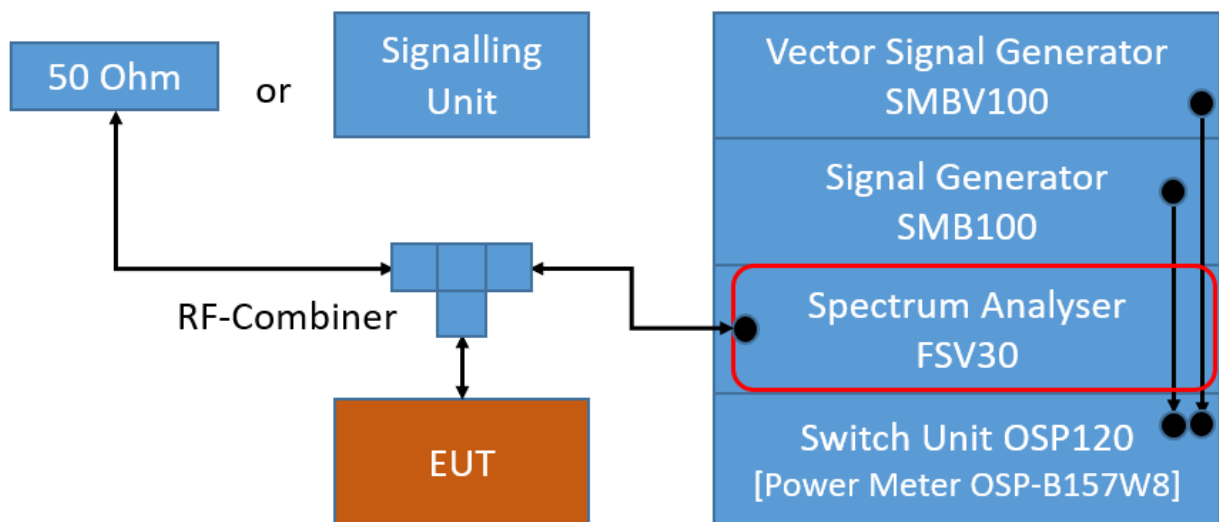 50 Ohm
or
Signalling
Unit
Vector Signal Generator
SMBV100
Signal Generator
SMB100
RF-Combiner
Spectrum Analyser
FSV30
EUT
Switch Unit OSP120
[Power Meter OSP-B157W8]